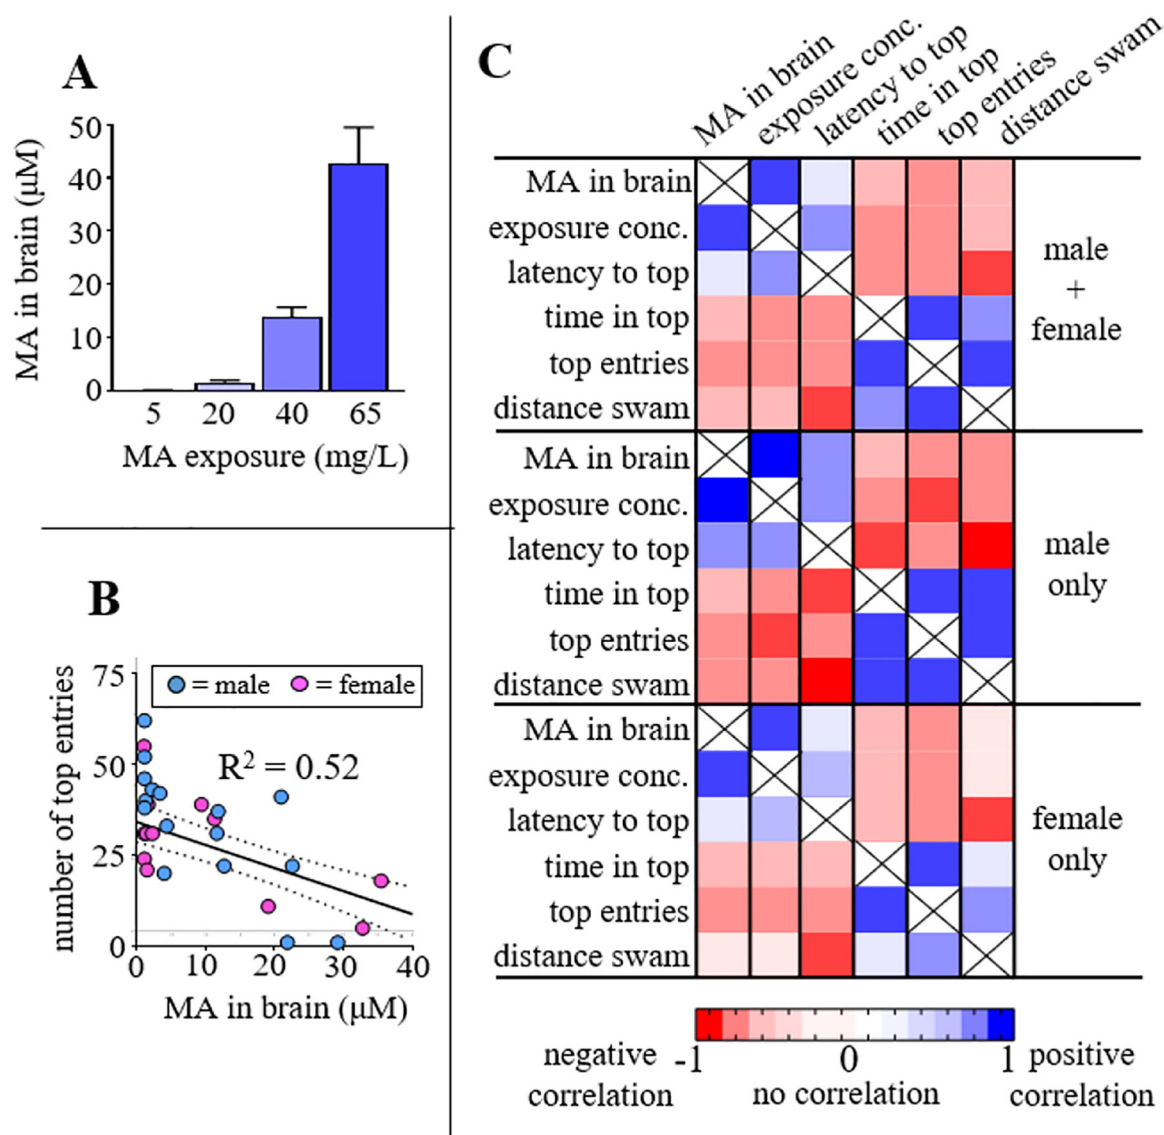 A
MA in brain (μM)
50
40
30
20
10
0
5 20 40 65
MA exposure (mg/L)
B
number of top entries
75
50
25
0
= male = female
R² = 0.52
0 10 20 30 40
MA in brain (μM)
C
MA in brain
exposure conc.
latency to top
time in top
top entries
distance swam
MA in brain
exposure conc.
latency to top
time in top
top entries
distance swam
male
+
female
MA in brain
exposure conc.
latency to top
time in top
top entries
distance swam
male
only
MA in brain
exposure conc.
latency to top
time in top
top entries
distance swam
female
only
-1 0 1
negative
correlation
no correlation
positive
correlation